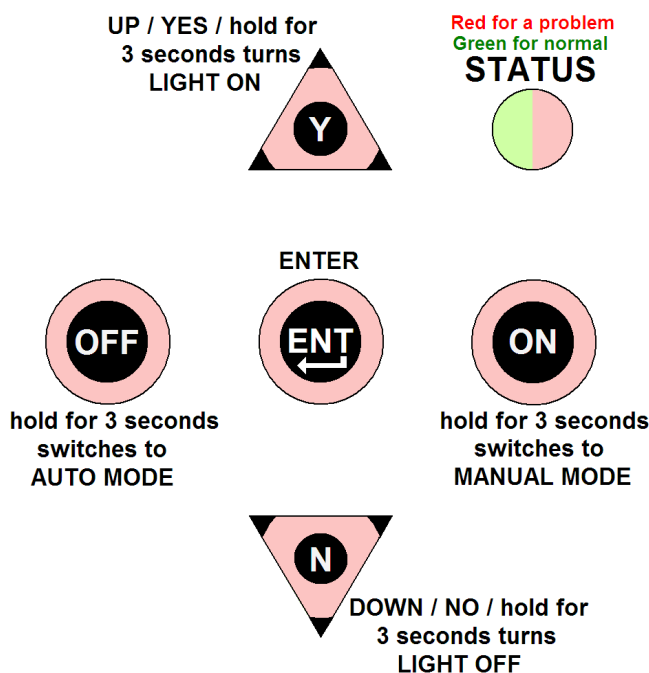 UP / YES / hold for
3 seconds turns
LIGHT ON
Red for a problem
Green for normal
STATUS
Y
ENTER
OFF
ENT
ON
hold for 3 seconds
switches to
AUTO MODE
hold for 3 seconds
switches to
MANUAL MODE
N
DOWN / NO / hold for
3 seconds turns
LIGHT OFF